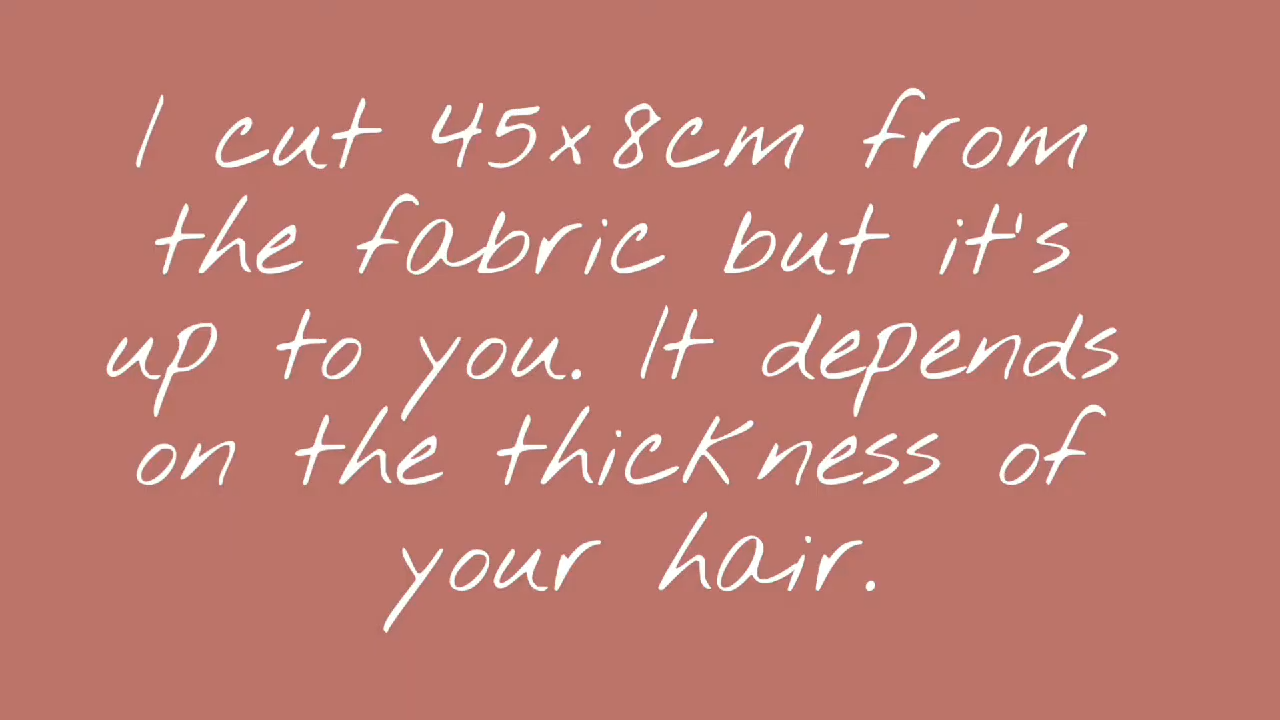 I cut 45x8cm from
the fabric but it's
up to you. It depends
on the thickness of
your hair.